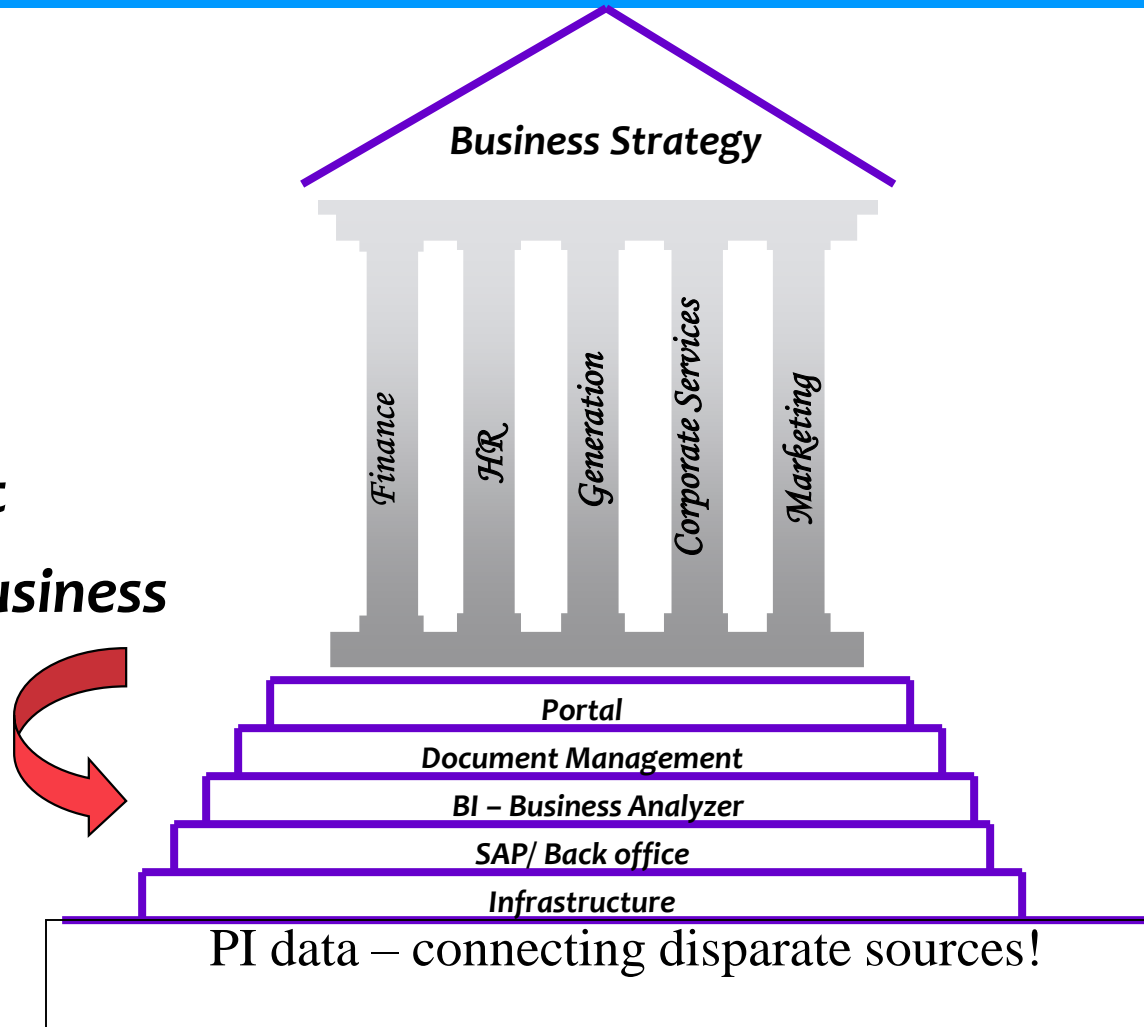 Business Strategy
Finance
HR
Generation
Corporate Services
Marketing
usiness
Portal
Document Management
BI – Business Analyzer
SAP/ Back office
Infrastructure
PI data – connecting disparate sources!